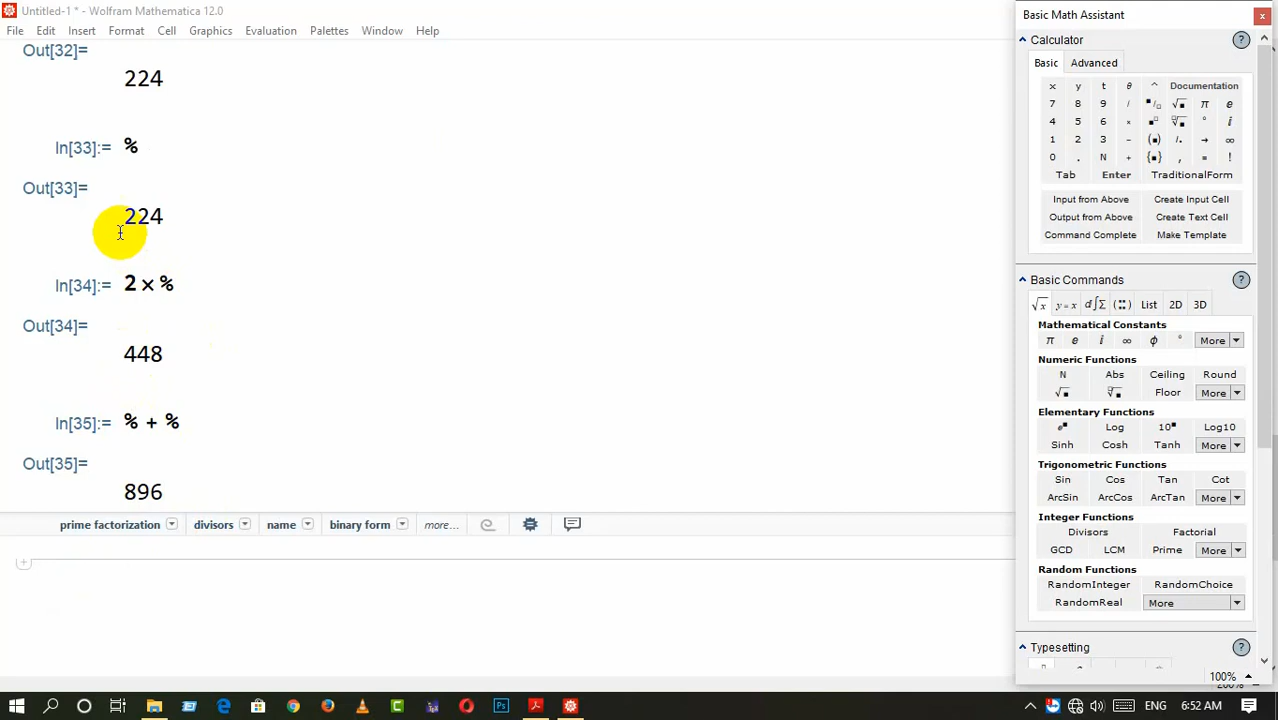 Untitled-1 * - Wolfram Mathematica 12.0
File Edit Insert Format Cell Graphics Evaluation Palettes Window Help
Out[32]=
224
In[33]:= %
Out[33]=
224
In[34]:= 2 × %
Out[34]=
448
In[35]:= % + %
Out[35]=
896
prime factorization divisors name binary form more...
Basic Math Assistant
Calculator ?
Basic Advanced
x y t θ ^ Documentation
7 8 9 / π e
4 5 6 × ° i
1 2 3 - (■) /. → ∞
0 . N + {■} , = !
Tab Enter TraditionalForm
Input from Above Create Input Cell
Output from Above Create Text Cell
Command Complete Make Template
Basic Commands ?
√x y=x d∫Σ List 2D 3D
Mathematical Constants
π e i ∞ ϕ ° More
Numeric Functions
N Abs Ceiling Round
√■ Floor More
Elementary Functions
e■ Log 10■ Log10
Sinh Cosh Tanh More
Trigonometric Functions
Sin Cos Tan Cot
ArcSin ArcCos ArcTan More
Integer Functions
Divisors Factorial
GCD LCM Prime More
Random Functions
RandomInteger RandomChoice
RandomReal More
Typesetting ?
100%
200%
ENG 6:52 AM